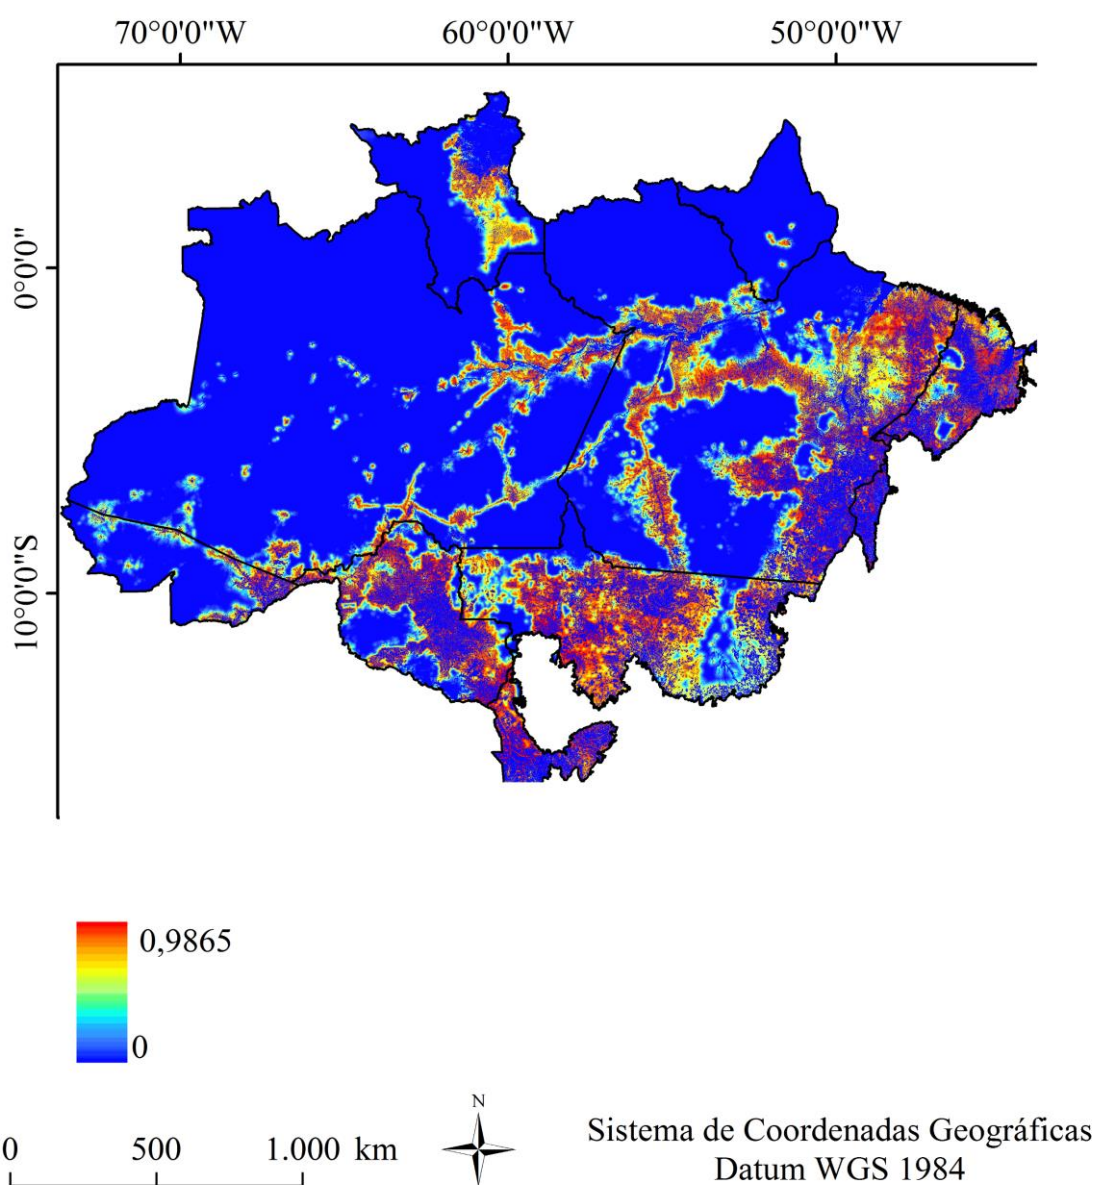 70°0'0"W 60°0'0"W 50°0'0"W
0°0'0"
10°0'0"S
0,9865
0
N
0 500 1.000 km
Sistema de Coordenadas Geográficas
Datum WGS 1984